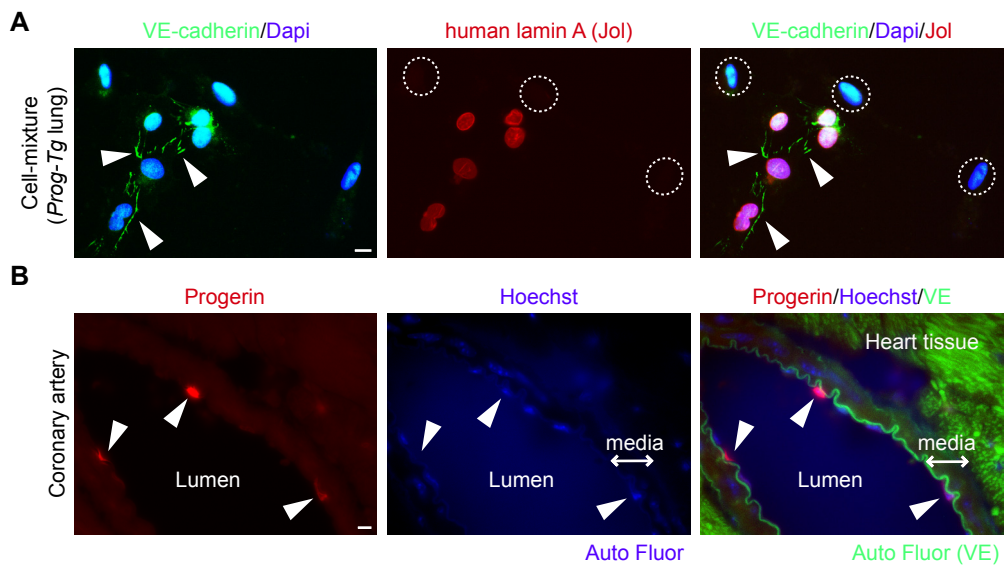 A
VE-cadherin/Dapi
human lamin A (Jol)
VE-cadherin/Dapi/Jol
Cell-mixture
(Prog-Tg lung)
B
Progerin
Hoechst
Progerin/Hoechst/VE
Coronary artery
Lumen
media
Lumen
Heart tissue
media
Lumen
Auto Fluor
Auto Fluor (VE)